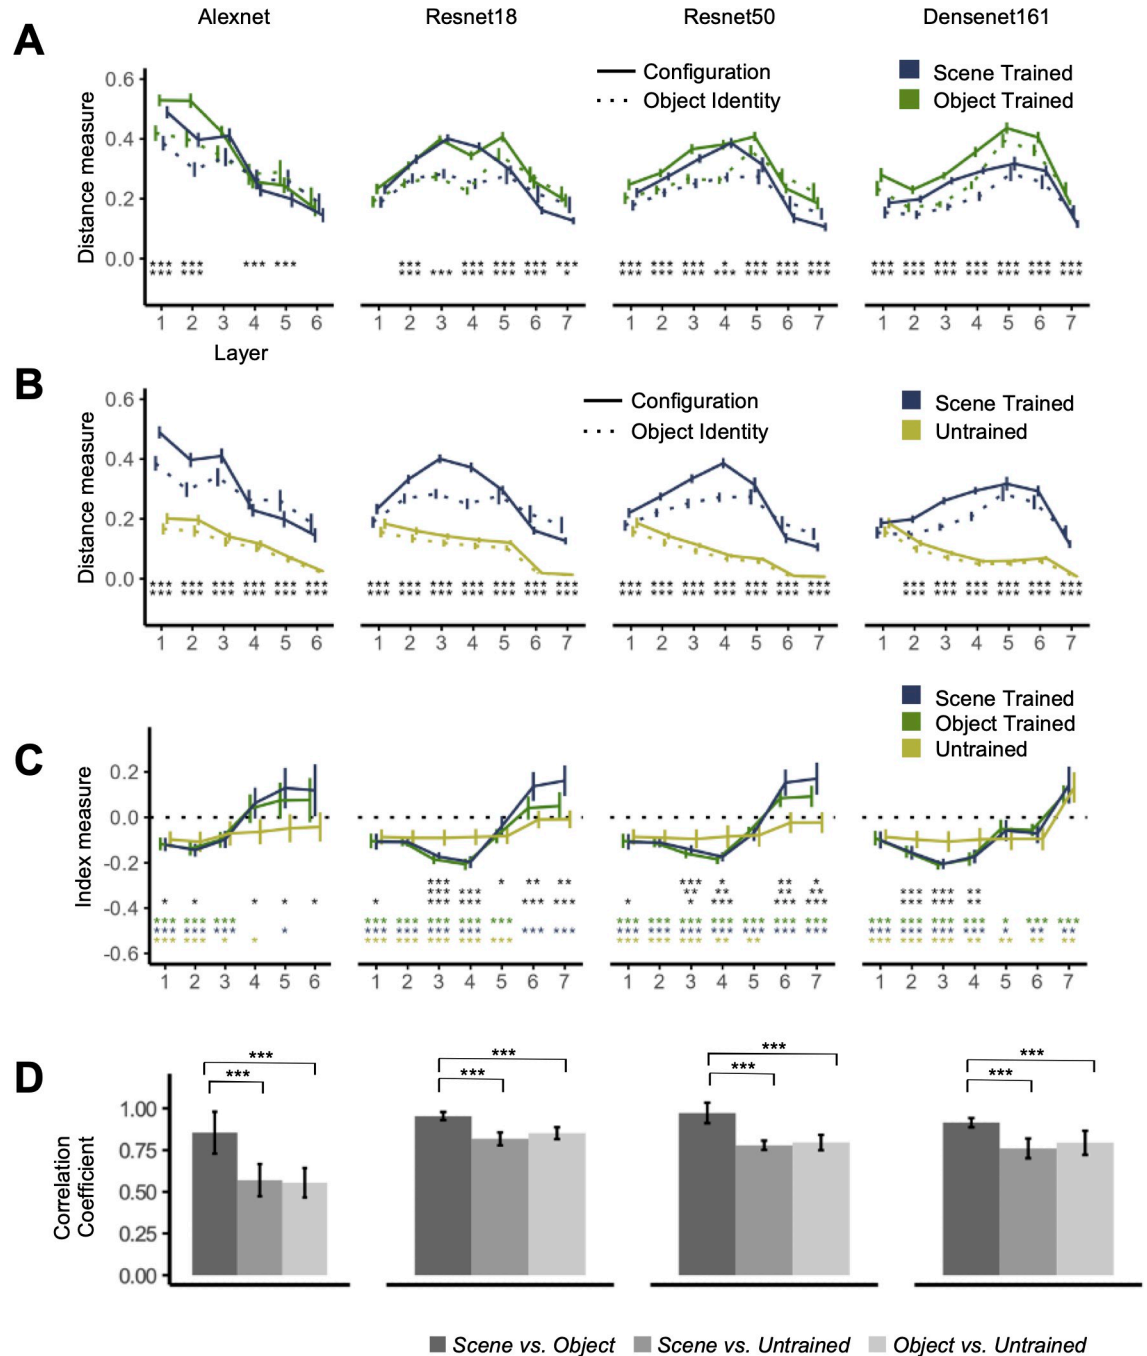 Alexnet Resnet18 Resnet50 Densenet161
A
Configuration
Object Identity
Scene Trained
Object Trained
Distance measure
0.6
0.4
0.2
0.0
*** *** *** ***
*** ***
*** *** *** *** *** 
*** *** *** *** *** *
*** *** *** * *** *** ***
*** *** *** *** *** *** ***
*** *** *** *** *** *** ***
*** *** *** *** *** *** ***
1 2 3 4 5 6 1 2 3 4 5 6 7 1 2 3 4 5 6 7 1 2 3 4 5 6 7
Layer
B
Configuration
Object Identity
Scene Trained
Untrained
Distance measure
0.6
0.4
0.2
0.0
*** *** *** *** *** ***
*** *** *** *** *** ***
*** *** *** *** *** *** ***
*** *** *** *** *** *** ***
*** *** *** *** *** *** ***
*** *** *** *** *** *** ***
*** *** *** *** *** ***
*** *** *** *** *** ***
1 2 3 4 5 6 1 2 3 4 5 6 7 1 2 3 4 5 6 7 1 2 3 4 5 6 7
Scene Trained
Object Trained
Untrained
C
Index measure
0.2
0.0
-0.2
-0.4
-0.6
* * * * *
*** *** ***
*** *** *** *
*** *** * *
*** * ** **
*** ***
* *** *** *** ***
*** *** *** *** ***
*** *** *** *** *** ***
*** *** *** *** ***
*** * ** *
** ** ** **
* * *** *** ***
*** *** *** *** *** *** ***
*** *** *** *** *** *** ***
*** *** *** ** **
*** *** **
*** *** **
*** *** *** *** * *** ***
*** *** *** *** * ** **
*** *** *** ** ** ** **
1 2 3 4 5 6 1 2 3 4 5 6 7 1 2 3 4 5 6 7 1 2 3 4 5 6 7
D
Correlation
Coefficient
1.00
0.75
0.50
0.25
0.00
*** *** *** ***
*** *** *** ***
Scene vs. Object Scene vs. Untrained Object vs. Untrained